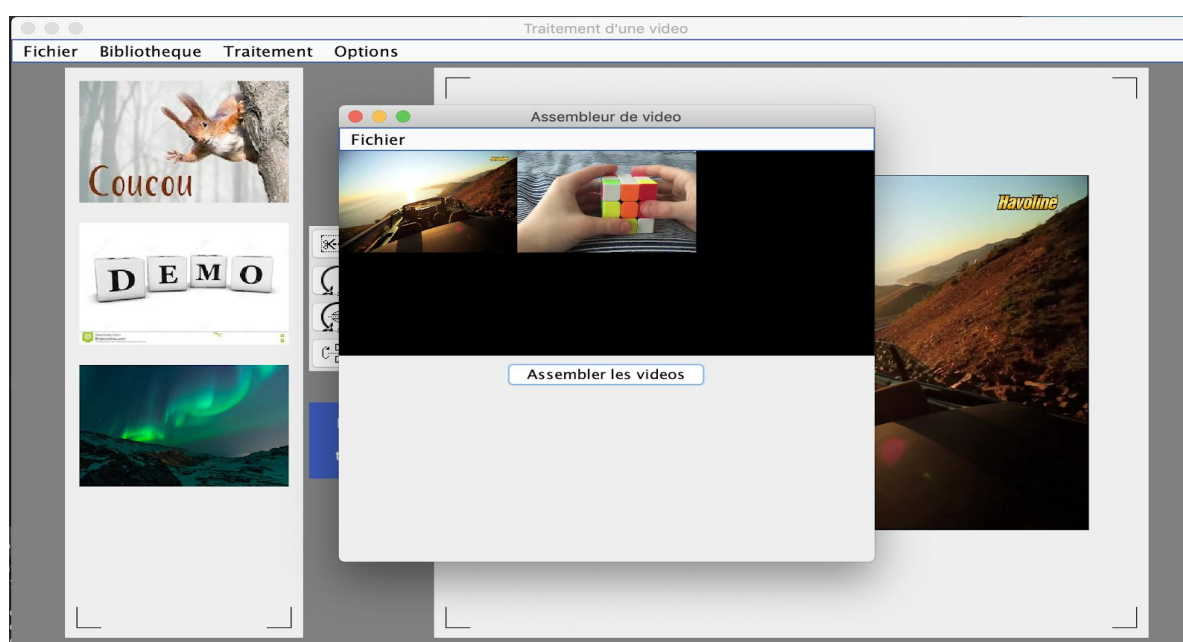 Traitement d'une video
Fichier Bibliotheque Traitement Options
Coucou
DEMO
Assembleur de video
Fichier
Havoline
Assembler les videos